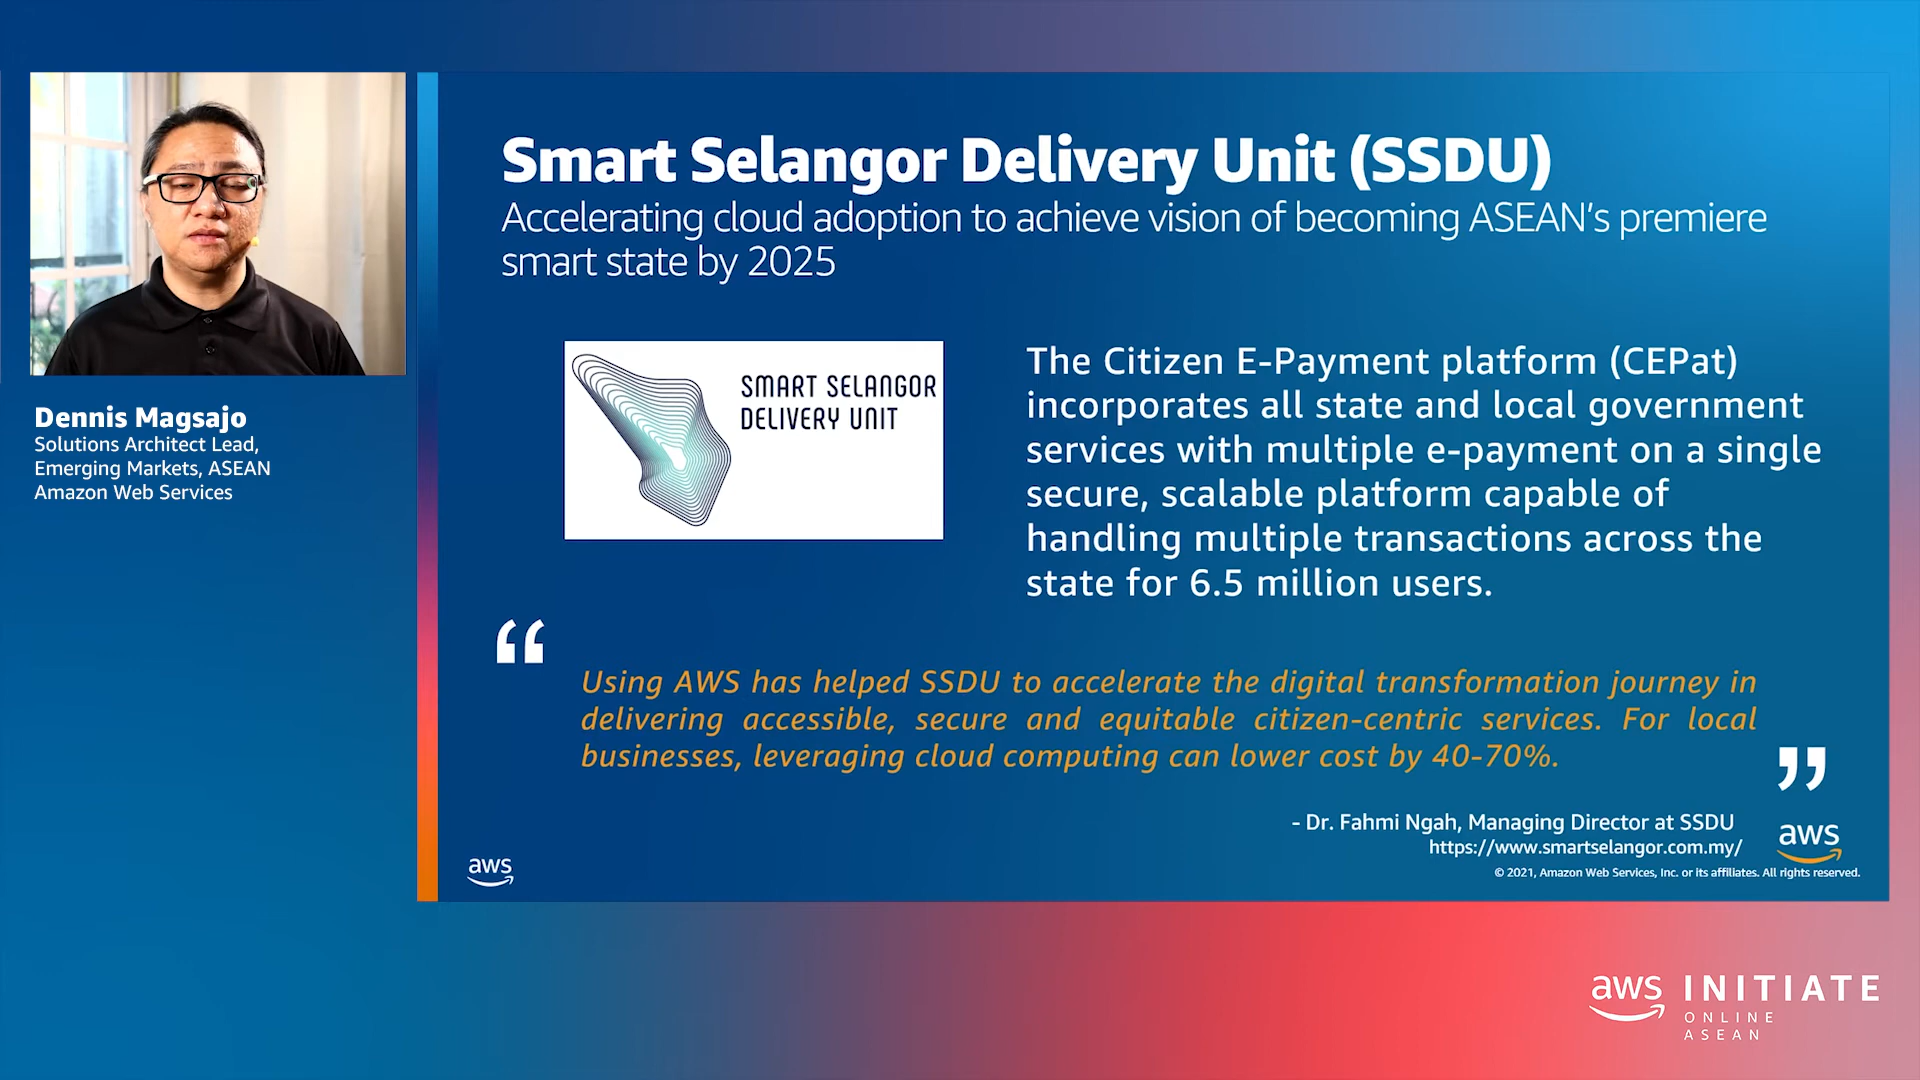 Smart Selangor Delivery Unit (SSDU)
Accelerating cloud adoption to achieve vision of becoming ASEAN's premiere
smart state by 2025
SMART SELANGOR
DELIVERY UNIT
The Citizen E-Payment platform (CEPat)
incorporates all state and local government
services with multiple e-payment on a single
secure, scalable platform capable of
handling multiple transactions across the
state for 6.5 million users.
“
Using AWS has helped SSDU to accelerate the digital transformation journey in
delivering accessible, secure and equitable citizen-centric services. For local
businesses, leveraging cloud computing can lower cost by 40-70%.
”
- Dr. Fahmi Ngah, Managing Director at SSDU
https://www.smartselangor.com.my/
aws
aws
© 2021, Amazon Web Services, Inc. or its affiliates. All rights reserved.
Dennis Magsajo
Solutions Architect Lead,
Emerging Markets, ASEAN
Amazon Web Services
aws INITIATE
ONLINE
ASEAN